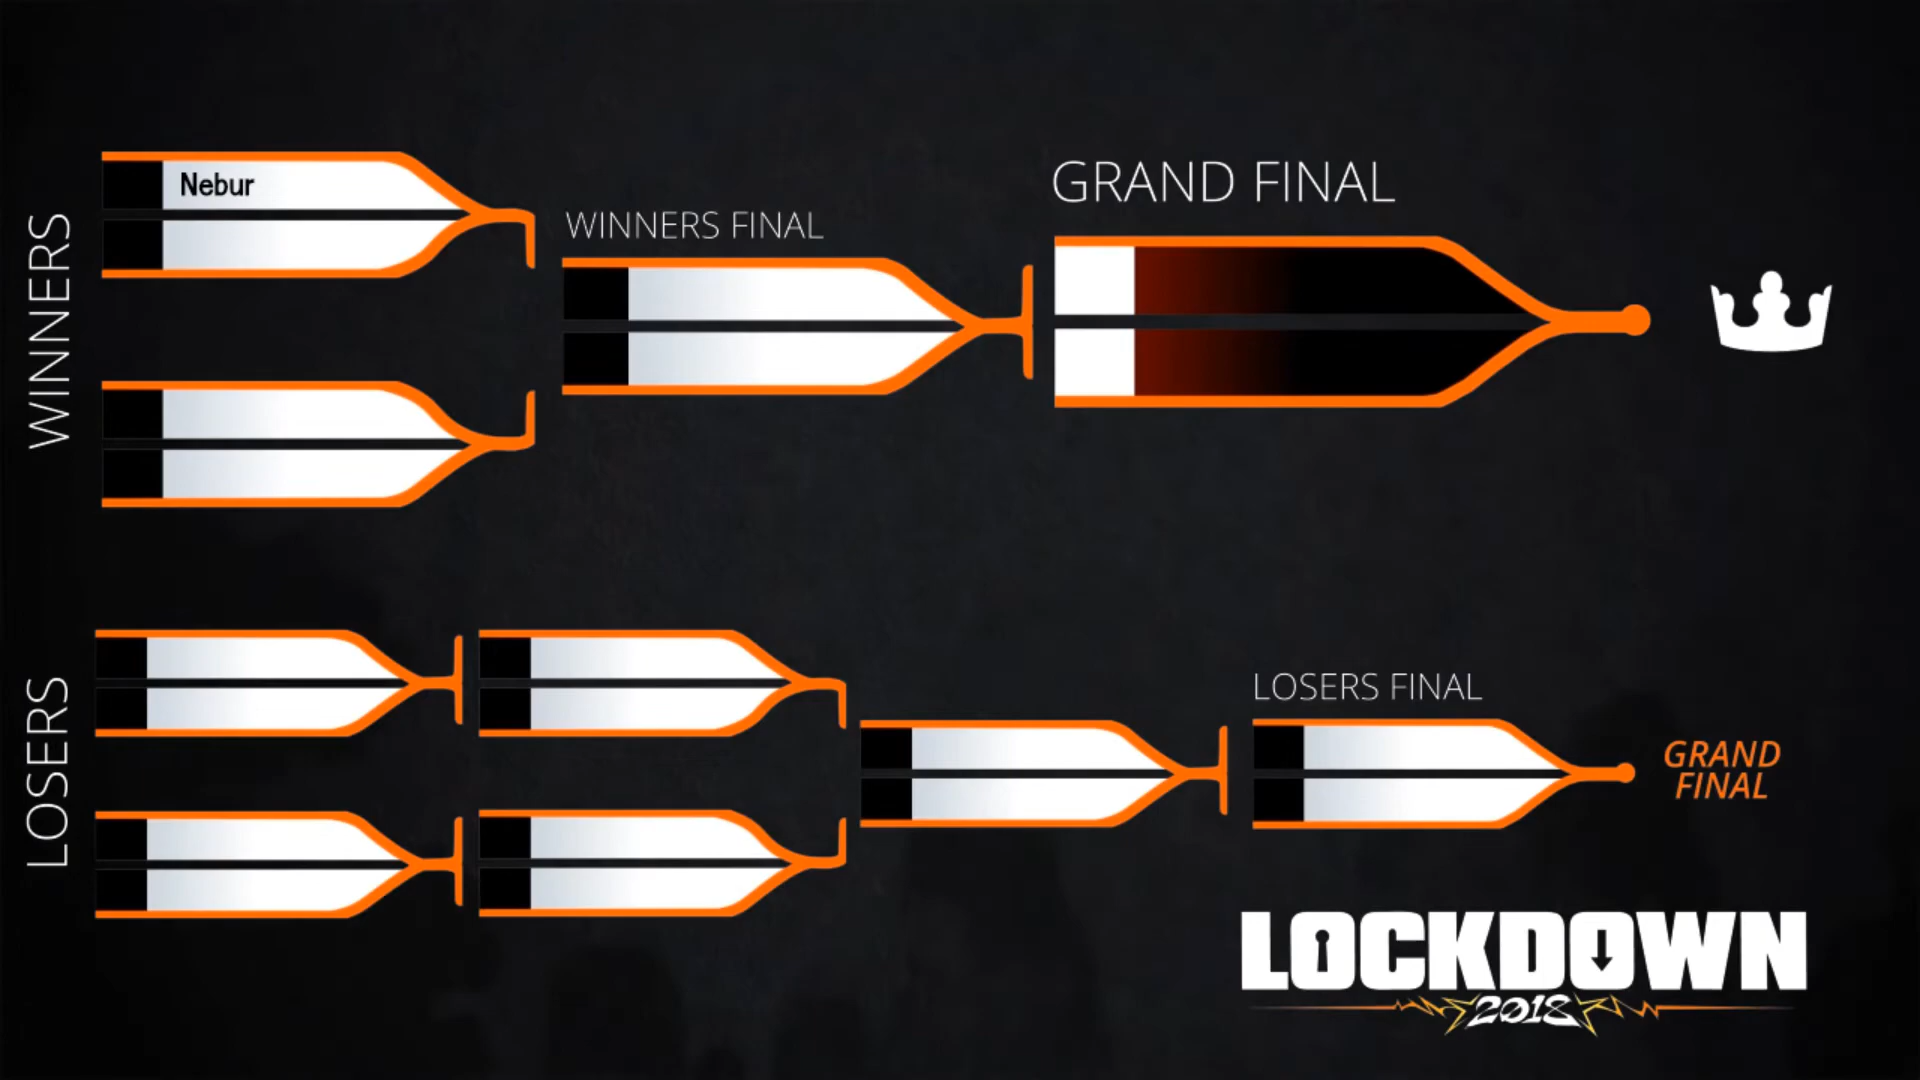 WINNERS
Nebur
WINNERS FINAL
GRAND FINAL
LOSERS
LOSERS FINAL
GRAND
FINAL
LOCKDOWN
2018